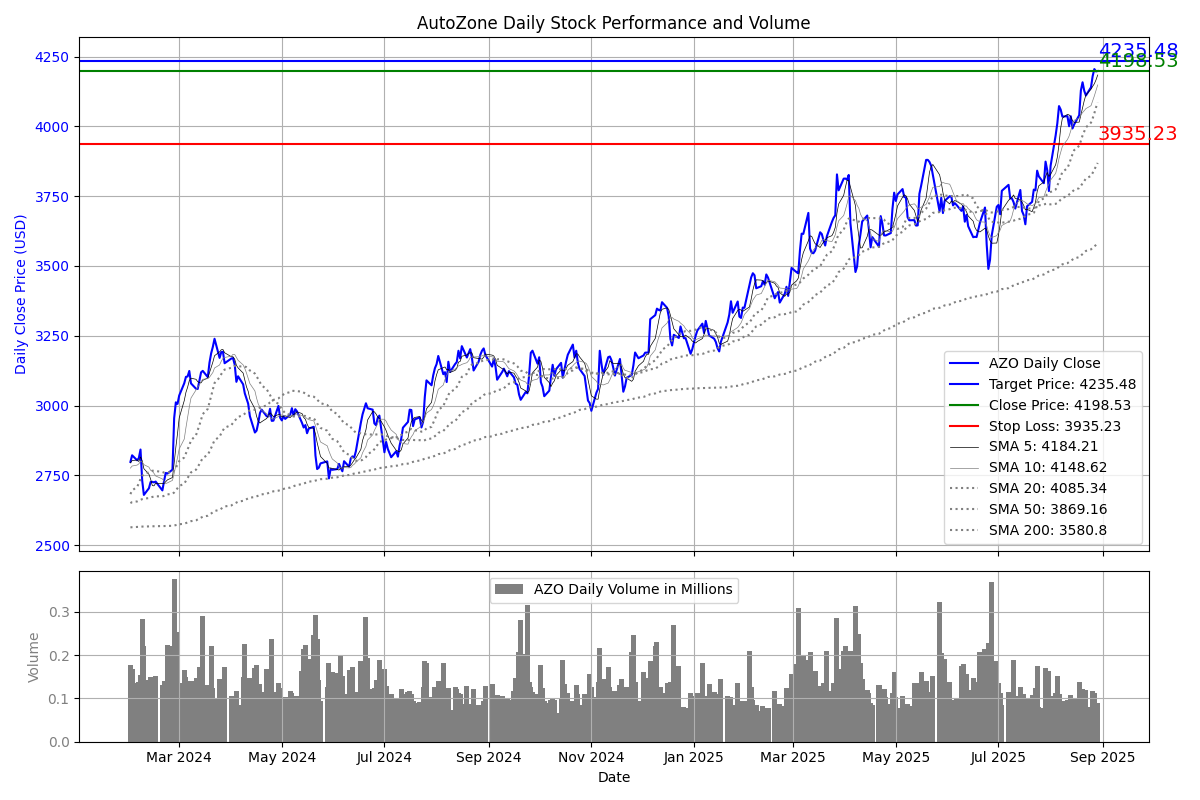 AutoZone Daily Stock Performance and Volume
4235.48
4198.53
3935.23
4250
4000
3750
3500
3250
3000
2750
2500
Daily Close Price (USD)
AZO Daily Close
Target Price: 4235.48
Close Price: 4198.53
Stop Loss: 3935.23
SMA 5: 4184.21
SMA 10: 4148.62
SMA 20: 4085.34
SMA 50: 3869.16
SMA 200: 3580.8
AZO Daily Volume in Millions
0.3
0.2
0.1
0.0
Volume
Mar 2024 May 2024 Jul 2024 Sep 2024 Nov 2024 Jan 2025 Mar 2025 May 2025 Jul 2025 Sep 2025
Date